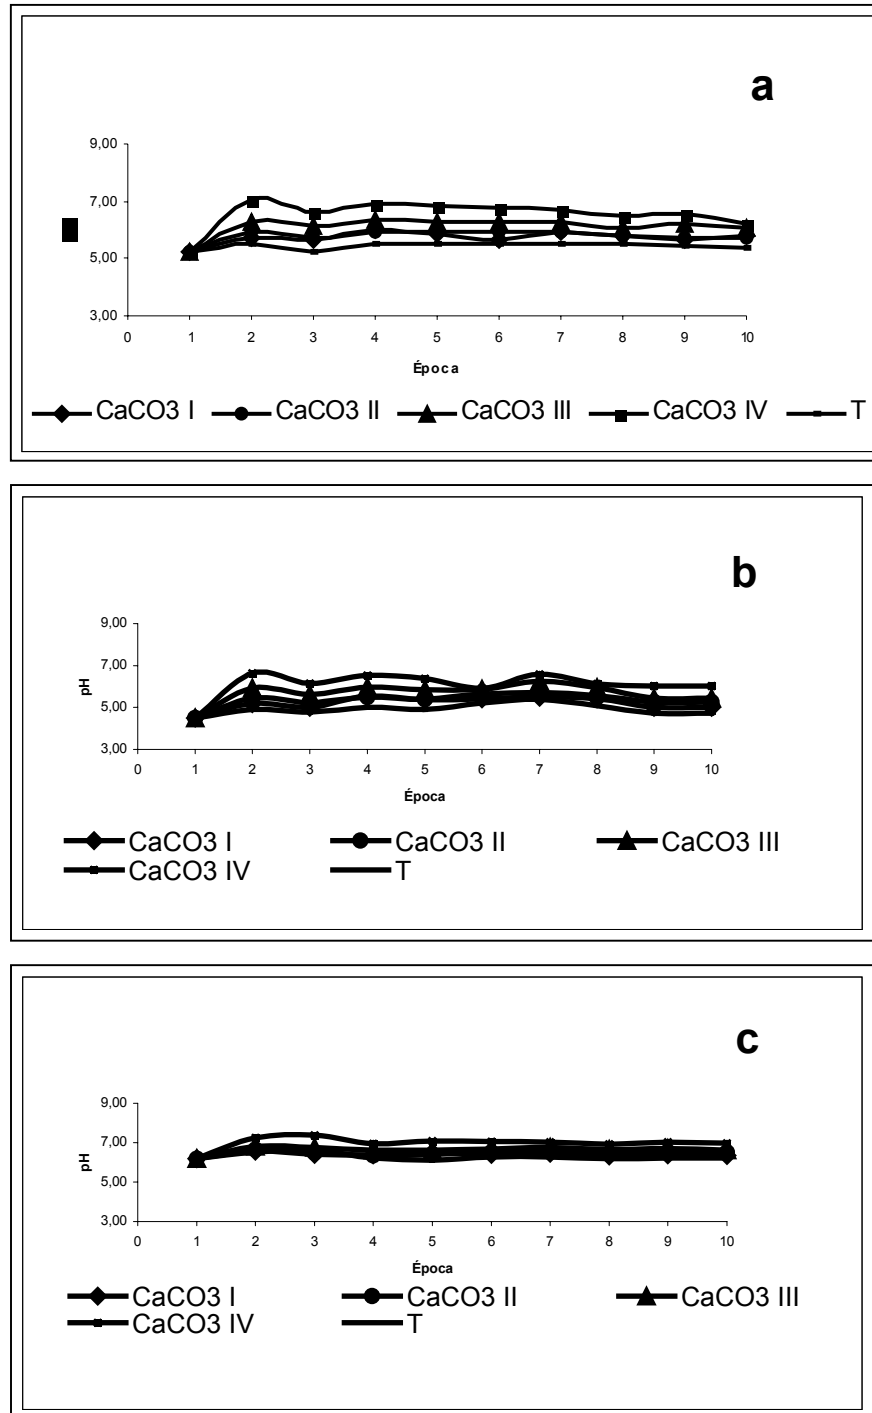 a
9,00
7,00
5,00
3,00
0 1 2 3 4 5 6 7 8 9 10
Época
CaCO3 I CaCO3 II CaCO3 III CaCO3 IV T
b
9,00
7,00
pH
5,00
3,00
0 1 2 3 4 5 6 7 8 9 10
Época
CaCO3 I CaCO3 II CaCO3 III
CaCO3 IV T
c
9,00
7,00
pH
5,00
3,00
0 1 2 3 4 5 6 7 8 9 10
Época
CaCO3 I CaCO3 II CaCO3 III
CaCO3 IV T